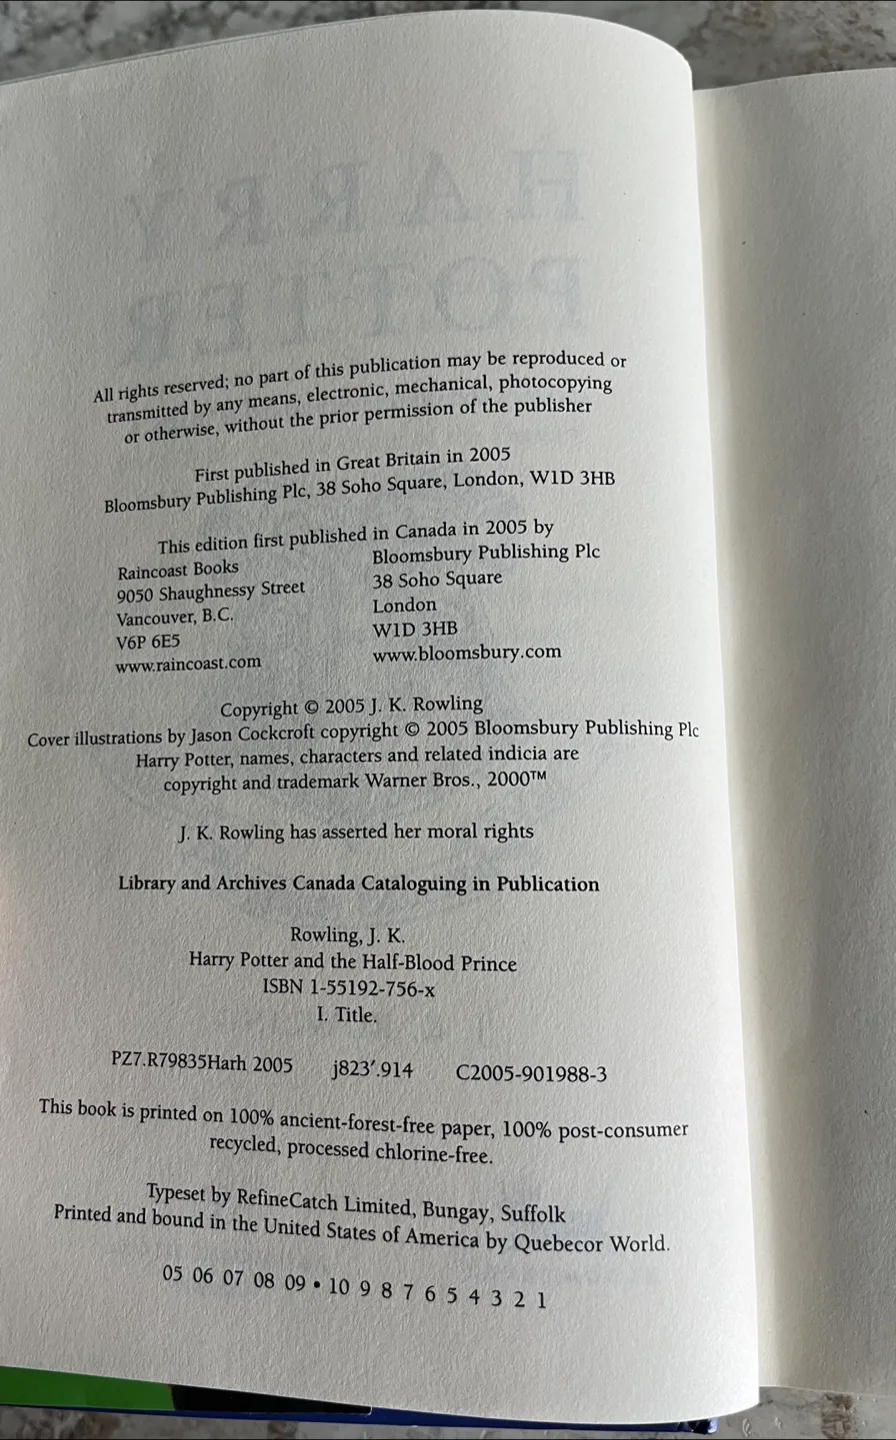 All rights reserved; no part of this publication may be reproduced or
transmitted by any means, electronic, mechanical, photocopying
or otherwise, without the prior permission of the publisher
First published in Great Britain in 2005
Bloomsbury Publishing Plc, 38 Soho Square, London, W1D 3HB
This edition first published in Canada in 2005 by
Raincoast Books
9050 Shaughnessy Street
Vancouver, B.C.
V6P 6E5
www.raincoast.com
Bloomsbury Publishing Plc
38 Soho Square
London
W1D 3HB
www.bloomsbury.com
Copyright © 2005 J. K. Rowling
Cover illustrations by Jason Cockcroft copyright © 2005 Bloomsbury Publishing Plc
Harry Potter, names, characters and related indicia are
copyright and trademark Warner Bros., 2000™
J. K. Rowling has asserted her moral rights
Library and Archives Canada Cataloguing in Publication
Rowling, J. K.
Harry Potter and the Half-Blood Prince
ISBN 1-55192-756-x
I. Title.
PZ7.R79835Harh 2005 j823′.914 C2005-901988-3
This book is printed on 100% ancient-forest-free paper, 100% post-consumer
recycled, processed chlorine-free.
Typeset by RefineCatch Limited, Bungay, Suffolk
Printed and bound in the United States of America by Quebecor World.
05 06 07 08 09 • 10 9 8 7 6 5 4 3 2 1